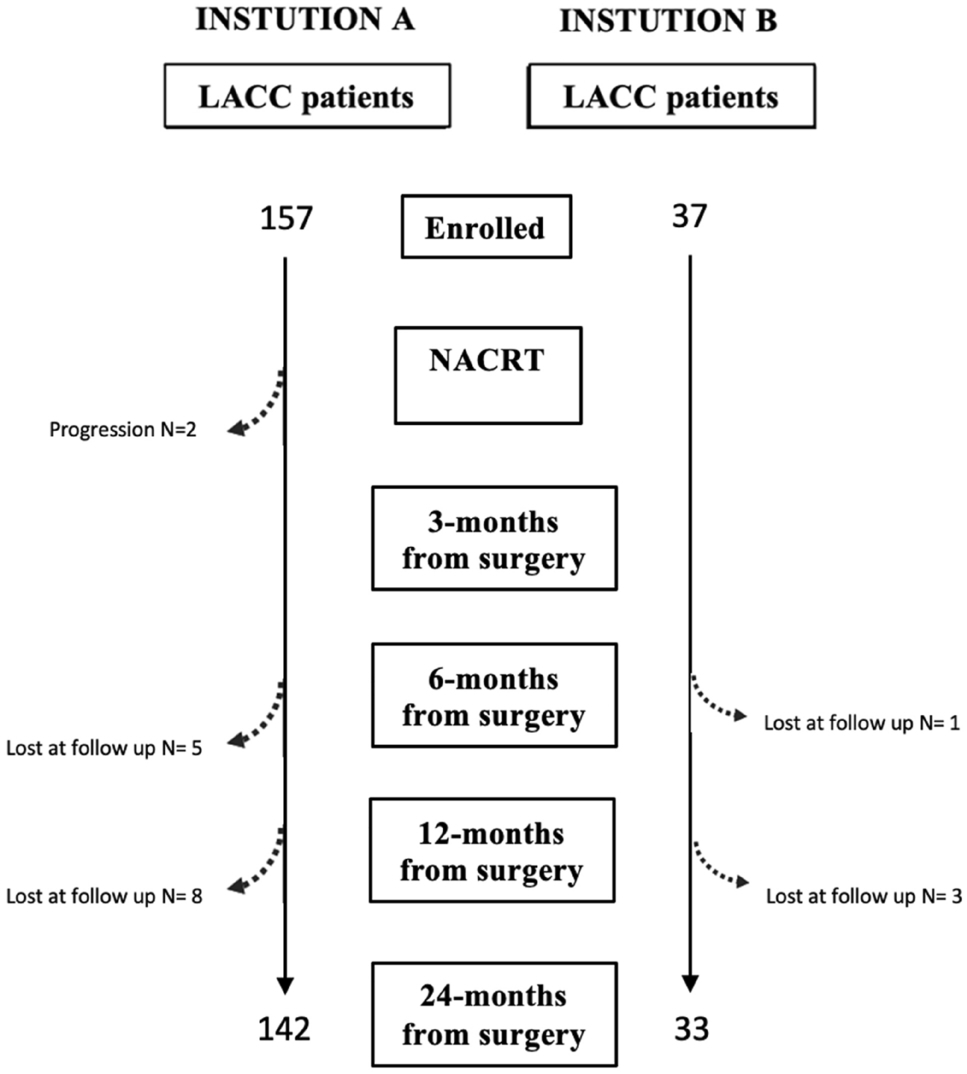 INSTUTION A
INSTUTION B
LACC patients
LACC patients
157
Enrolled
37
NACRT
Progression N=2
3-months
from surgery
6-months
from surgery
Lost at follow up N= 5
Lost at follow up N= 1
12-months
from surgery
Lost at follow up N= 8
Lost at follow up N= 3
24-months
from surgery
142
33